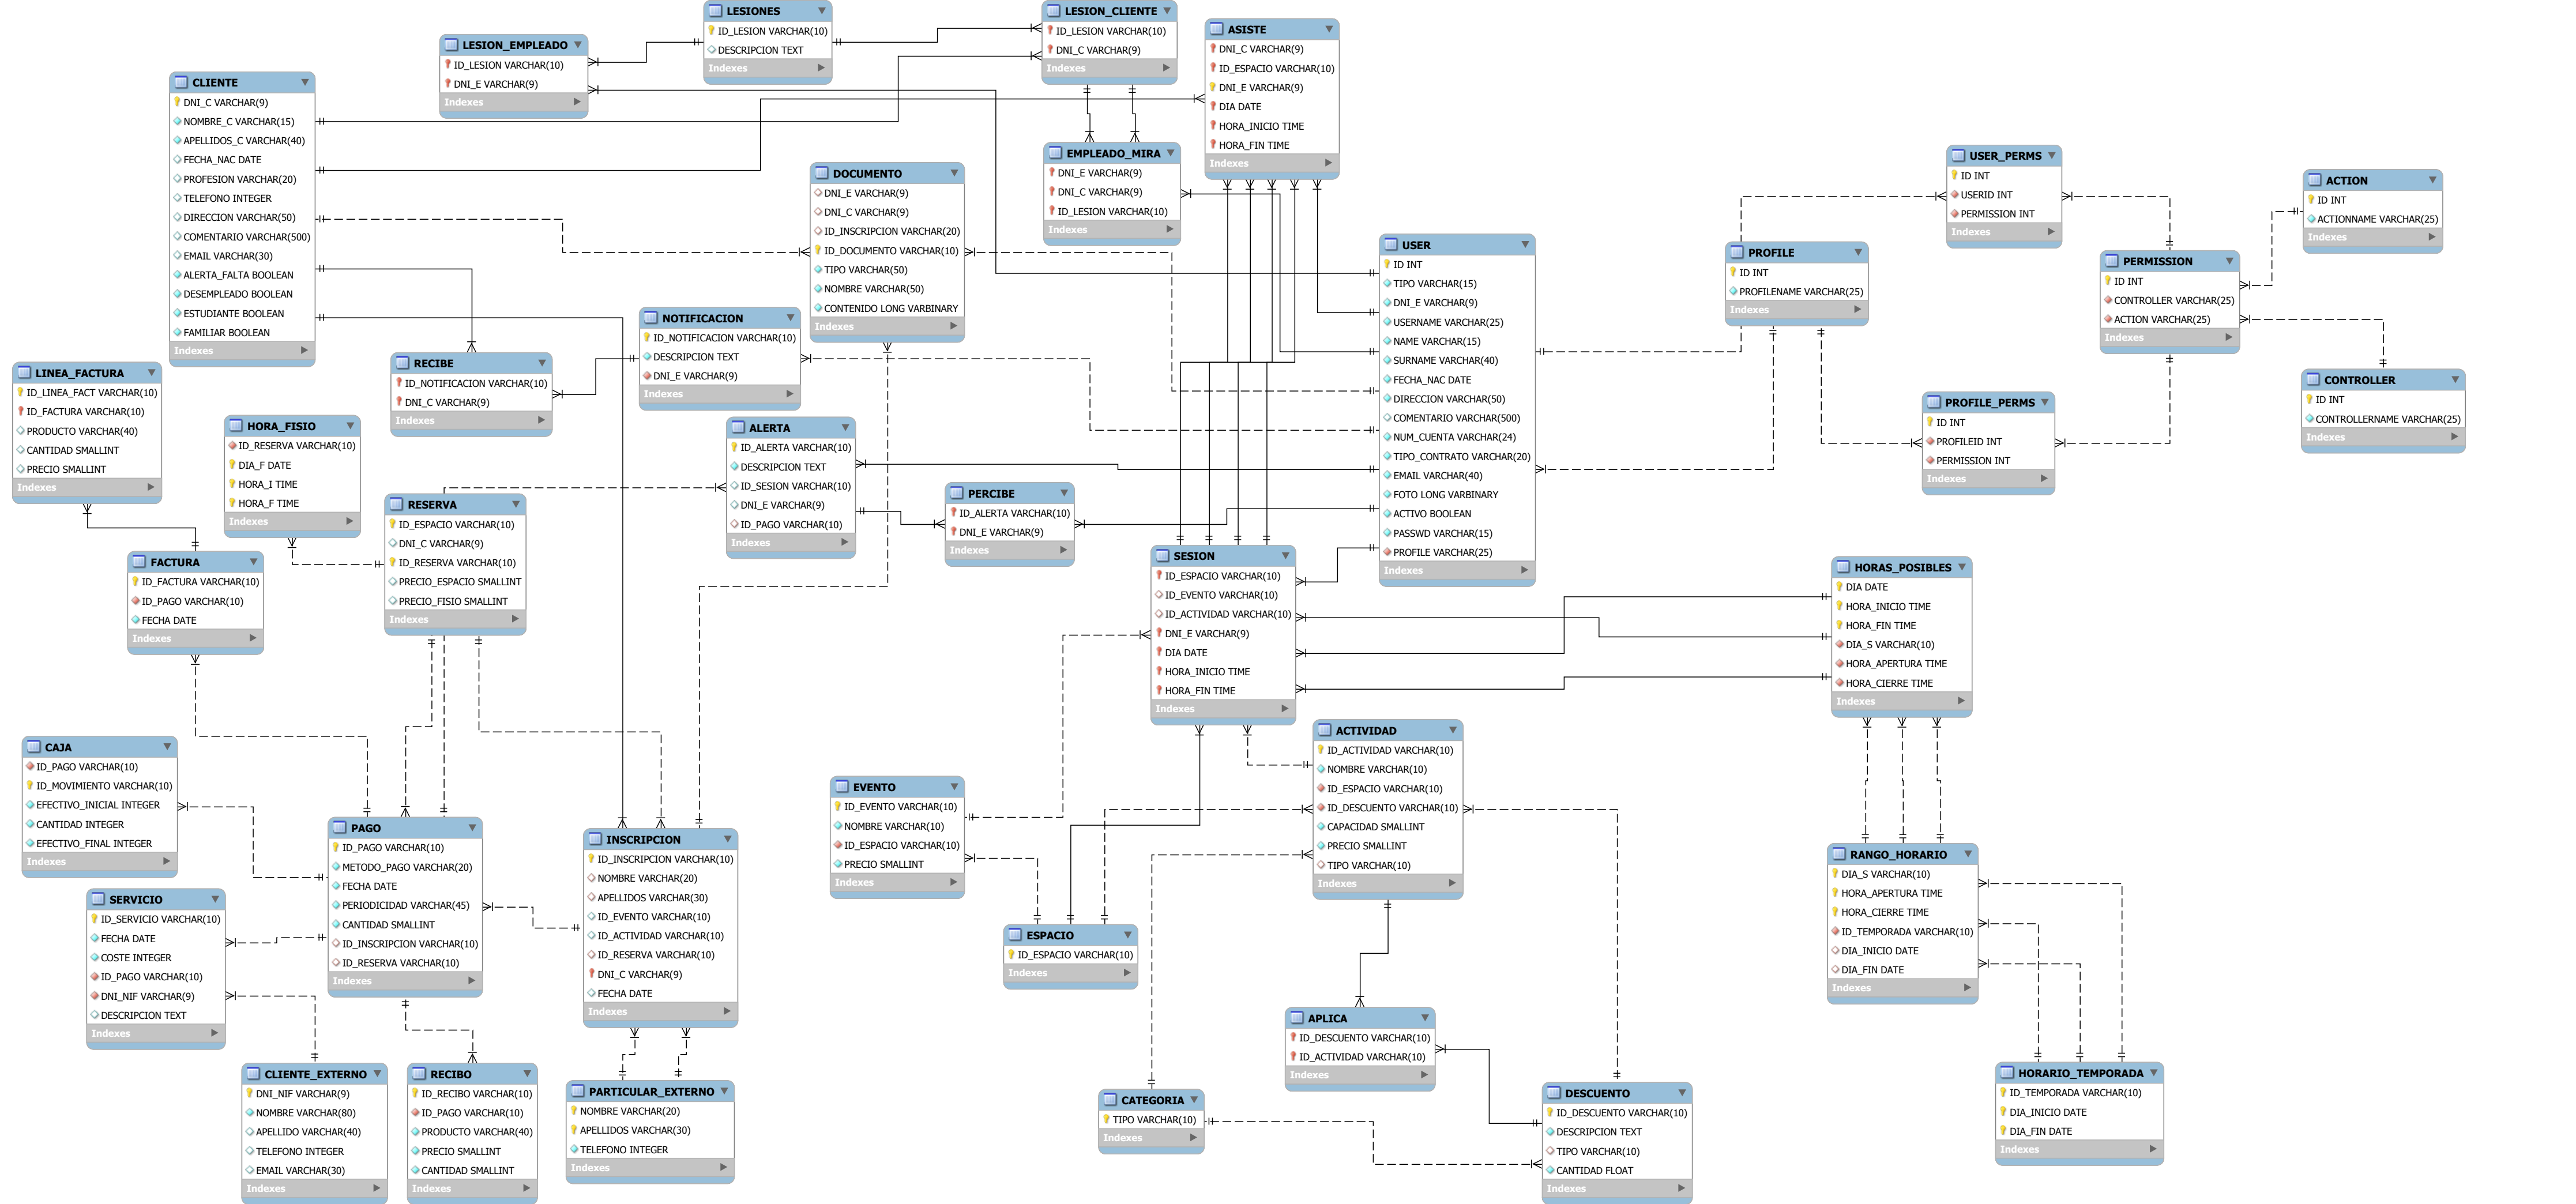 LESIONES
ID_LESION VARCHAR(10)
DESCRIPCION TEXT
Indexes
LESION_CLIENTE
ID_LESION VARCHAR(10)
DNI_C VARCHAR(9)
Indexes
ASISTE
DNI_C VARCHAR(9)
ID_ESPACIO VARCHAR(10)
DNI_E VARCHAR(9)
DIA DATE
HORA_INICIO TIME
HORA_FIN TIME
Indexes
LESION_EMPLEADO
ID_LESION VARCHAR(10)
DNI_E VARCHAR(9)
Indexes
CLIENTE
DNI_C VARCHAR(9)
NOMBRE_C VARCHAR(15)
APELLIDOS_C VARCHAR(40)
FECHA_NAC DATE
PROFESION VARCHAR(20)
TELEFONO INTEGER
DIRECCION VARCHAR(50)
COMENTARIO VARCHAR(500)
EMAIL VARCHAR(30)
ALERTA_FALTA BOOLEAN
DESEMPLEADO BOOLEAN
ESTUDIANTE BOOLEAN
FAMILIAR BOOLEAN
Indexes
EMPLEADO_MIRA
DNI_E VARCHAR(9)
DNI_C VARCHAR(9)
ID_LESION VARCHAR(10)
Indexes
DOCUMENTO
DNI_E VARCHAR(9)
DNI_C VARCHAR(9)
ID_INSCRIPCION VARCHAR(20)
ID_DOCUMENTO VARCHAR(10)
TIPO VARCHAR(50)
NOMBRE VARCHAR(50)
CONTENIDO LONG VARBINARY
Indexes
USER_PERMS
ID INT
USERID INT
PERMISSION INT
Indexes
ACTION
ID INT
ACTIONNAME VARCHAR(25)
Indexes
USER
ID INT
TIPO VARCHAR(15)
DNI_E VARCHAR(9)
USERNAME VARCHAR(25)
NAME VARCHAR(15)
SURNAME VARCHAR(40)
FECHA_NAC DATE
DIRECCION VARCHAR(50)
COMENTARIO VARCHAR(500)
NUM_CUENTA VARCHAR(24)
TIPO_CONTRATO VARCHAR(20)
EMAIL VARCHAR(40)
FOTO LONG VARBINARY
ACTIVO BOOLEAN
PASSWD VARCHAR(15)
PROFILE VARCHAR(25)
Indexes
PROFILE
ID INT
PROFILENAME VARCHAR(25)
Indexes
PERMISSION
ID INT
CONTROLLER VARCHAR(25)
ACTION VARCHAR(25)
Indexes
NOTIFICACION
ID_NOTIFICACION VARCHAR(10)
DESCRIPCION TEXT
DNI_E VARCHAR(9)
Indexes
RECIBE
ID_NOTIFICACION VARCHAR(10)
DNI_C VARCHAR(9)
Indexes
LINEA_FACTURA
ID_LINEA_FACT VARCHAR(10)
ID_FACTURA VARCHAR(10)
PRODUCTO VARCHAR(40)
CANTIDAD SMALLINT
PRECIO SMALLINT
Indexes
CONTROLLER
ID INT
CONTROLLERNAME VARCHAR(25)
Indexes
PROFILE_PERMS
ID INT
PROFILEID INT
PERMISSION INT
Indexes
HORA_FISIO
ID_RESERVA VARCHAR(10)
DIA_F DATE
HORA_I TIME
HORA_F TIME
Indexes
ALERTA
ID_ALERTA VARCHAR(10)
DESCRIPCION TEXT
ID_SESION VARCHAR(10)
DNI_E VARCHAR(9)
ID_PAGO VARCHAR(10)
Indexes
PERCIBE
ID_ALERTA VARCHAR(10)
DNI_E VARCHAR(9)
Indexes
RESERVA
ID_ESPACIO VARCHAR(10)
DNI_C VARCHAR(9)
ID_RESERVA VARCHAR(10)
PRECIO_ESPACIO SMALLINT
PRECIO_FISIO SMALLINT
Indexes
FACTURA
ID_FACTURA VARCHAR(10)
ID_PAGO VARCHAR(10)
FECHA DATE
Indexes
SESION
ID_ESPACIO VARCHAR(10)
ID_EVENTO VARCHAR(10)
ID_ACTIVIDAD VARCHAR(10)
DNI_E VARCHAR(9)
DIA DATE
HORA_INICIO TIME
HORA_FIN TIME
Indexes
HORAS_POSIBLES
DIA DATE
HORA_INICIO TIME
HORA_FIN TIME
DIA_S VARCHAR(10)
HORA_APERTURA TIME
HORA_CIERRE TIME
Indexes
CAJA
ID_PAGO VARCHAR(10)
ID_MOVIMIENTO VARCHAR(10)
EFECTIVO_INICIAL INTEGER
CANTIDAD INTEGER
EFECTIVO_FINAL INTEGER
Indexes
ACTIVIDAD
ID_ACTIVIDAD VARCHAR(10)
NOMBRE VARCHAR(10)
ID_ESPACIO VARCHAR(10)
ID_DESCUENTO VARCHAR(10)
CAPACIDAD SMALLINT
PRECIO SMALLINT
TIPO VARCHAR(10)
Indexes
EVENTO
ID_EVENTO VARCHAR(10)
NOMBRE VARCHAR(10)
ID_ESPACIO VARCHAR(10)
PRECIO SMALLINT
Indexes
PAGO
ID_PAGO VARCHAR(10)
METODO_PAGO VARCHAR(20)
FECHA DATE
PERIODICIDAD VARCHAR(45)
CANTIDAD SMALLINT
ID_INSCRIPCION VARCHAR(10)
ID_RESERVA VARCHAR(10)
Indexes
INSCRIPCION
ID_INSCRIPCION VARCHAR(10)
NOMBRE VARCHAR(20)
APELLIDOS VARCHAR(30)
ID_EVENTO VARCHAR(10)
ID_ACTIVIDAD VARCHAR(10)
ID_RESERVA VARCHAR(10)
DNI_C VARCHAR(9)
FECHA DATE
Indexes
RANGO_HORARIO
DIA_S VARCHAR(10)
HORA_APERTURA TIME
HORA_CIERRE TIME
ID_TEMPORADA VARCHAR(10)
DIA_INICIO DATE
DIA_FIN DATE
Indexes
SERVICIO
ID_SERVICIO VARCHAR(10)
FECHA DATE
COSTE INTEGER
ID_PAGO VARCHAR(10)
DNI_NIF VARCHAR(9)
DESCRIPCION TEXT
Indexes
ESPACIO
ID_ESPACIO VARCHAR(10)
Indexes
APLICA
ID_DESCUENTO VARCHAR(10)
ID_ACTIVIDAD VARCHAR(10)
Indexes
CLIENTE_EXTERNO
DNI_NIF VARCHAR(9)
NOMBRE VARCHAR(80)
APELLIDO VARCHAR(40)
TELEFONO INTEGER
EMAIL VARCHAR(30)
Indexes
RECIBO
ID_RECIBO VARCHAR(10)
ID_PAGO VARCHAR(10)
PRODUCTO VARCHAR(40)
PRECIO SMALLINT
CANTIDAD SMALLINT
Indexes
PARTICULAR_EXTERNO
NOMBRE VARCHAR(20)
APELLIDOS VARCHAR(30)
TELEFONO INTEGER
Indexes
CATEGORIA
TIPO VARCHAR(10)
Indexes
DESCUENTO
ID_DESCUENTO VARCHAR(10)
DESCRIPCION TEXT
TIPO VARCHAR(10)
CANTIDAD FLOAT
Indexes
HORARIO_TEMPORADA
ID_TEMPORADA VARCHAR(10)
DIA_INICIO DATE
DIA_FIN DATE
Indexes